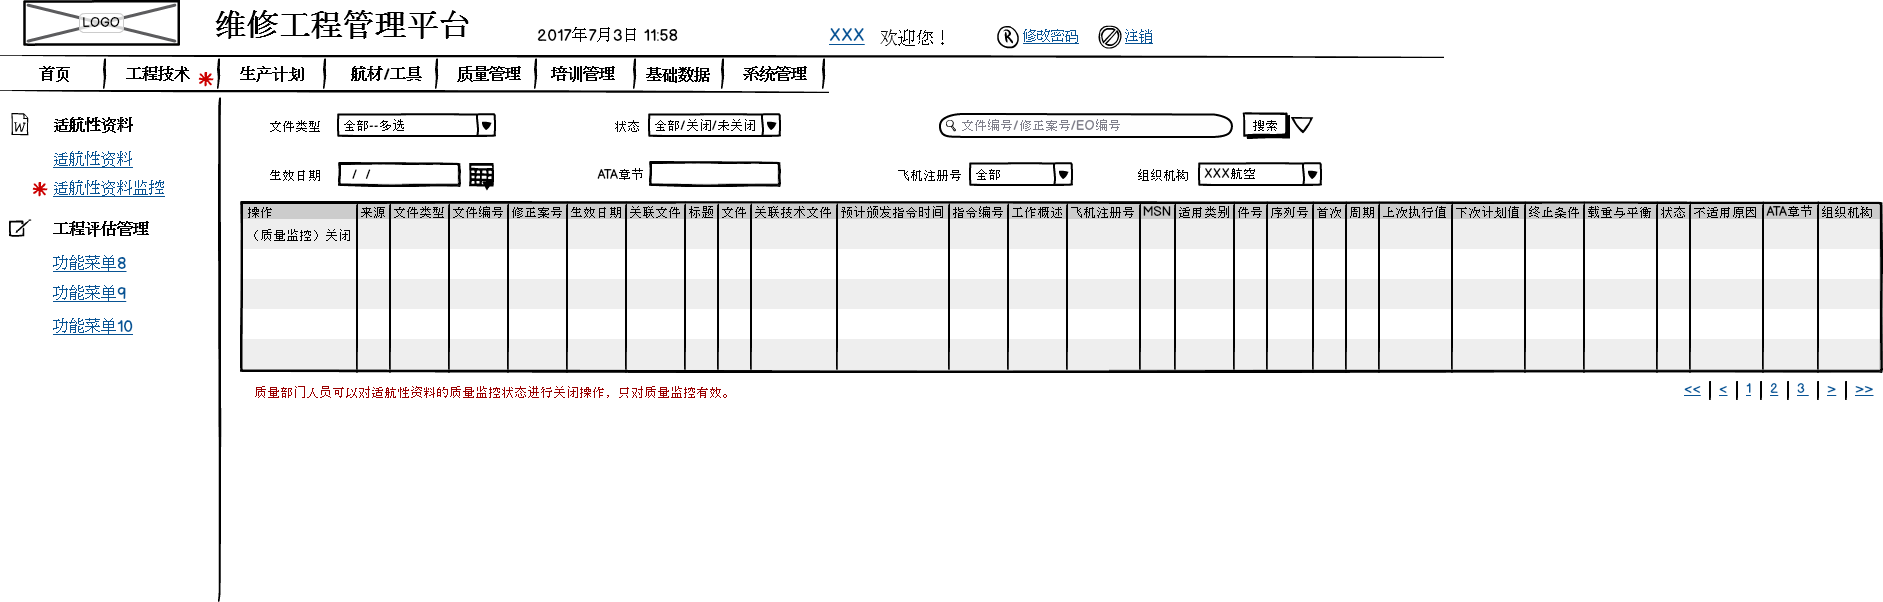 LOGO 维修工程管理平台 2017年7月3日 11:58 XXX 欢迎您！ R 修改密码 注销
首页 工程技术 生产计划 航材/工具 质量管理 培训管理 基础数据 系统管理
W 适航性资料
适航性资料
适航性资料监控
工程评估管理
功能菜单8
功能菜单9
功能菜单10
文件类型 全部--多选 状态 全部/关闭/未关闭 文件编号/修正案号/EO编号 搜索
生效日期 / / ATA章节 飞机注册号 全部 组织机构 XXX航空
操作 来源 文件类型 文件编号 修正案号 生效日期 关联文件 标题 文件 关联技术文件 预计颁发指令时间 指令编号 工作概述 飞机注册号 MSN 适用类别 件号 序列号 首次 周期 上次执行值 下次计划值 终止条件 载重与平衡 状态 不适用原因 ATA章节 组织机构
（质量监控）关闭
质量部门人员可以对适航性资料的质量监控状态进行关闭操作，只对质量监控有效。
<< | < | 1 | 2 | 3 | > | >>